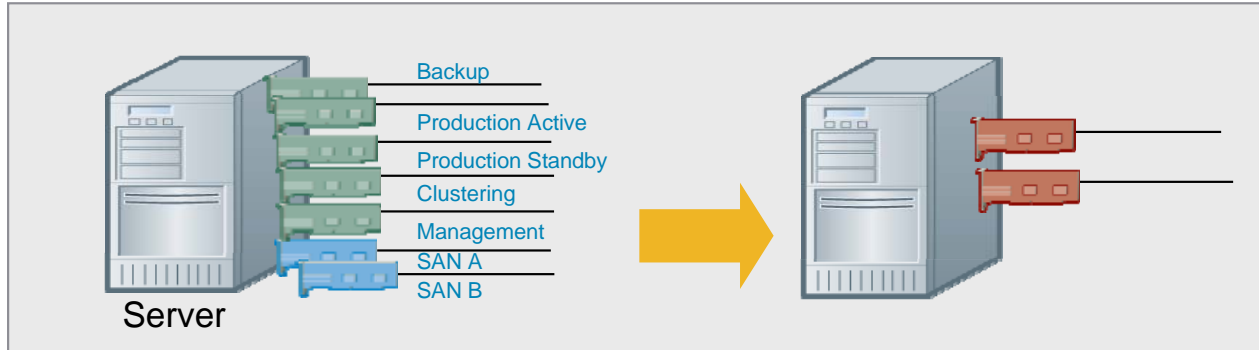 Backup
Production Active
Production Standby
Clustering
Management
SAN A
SAN B
Server